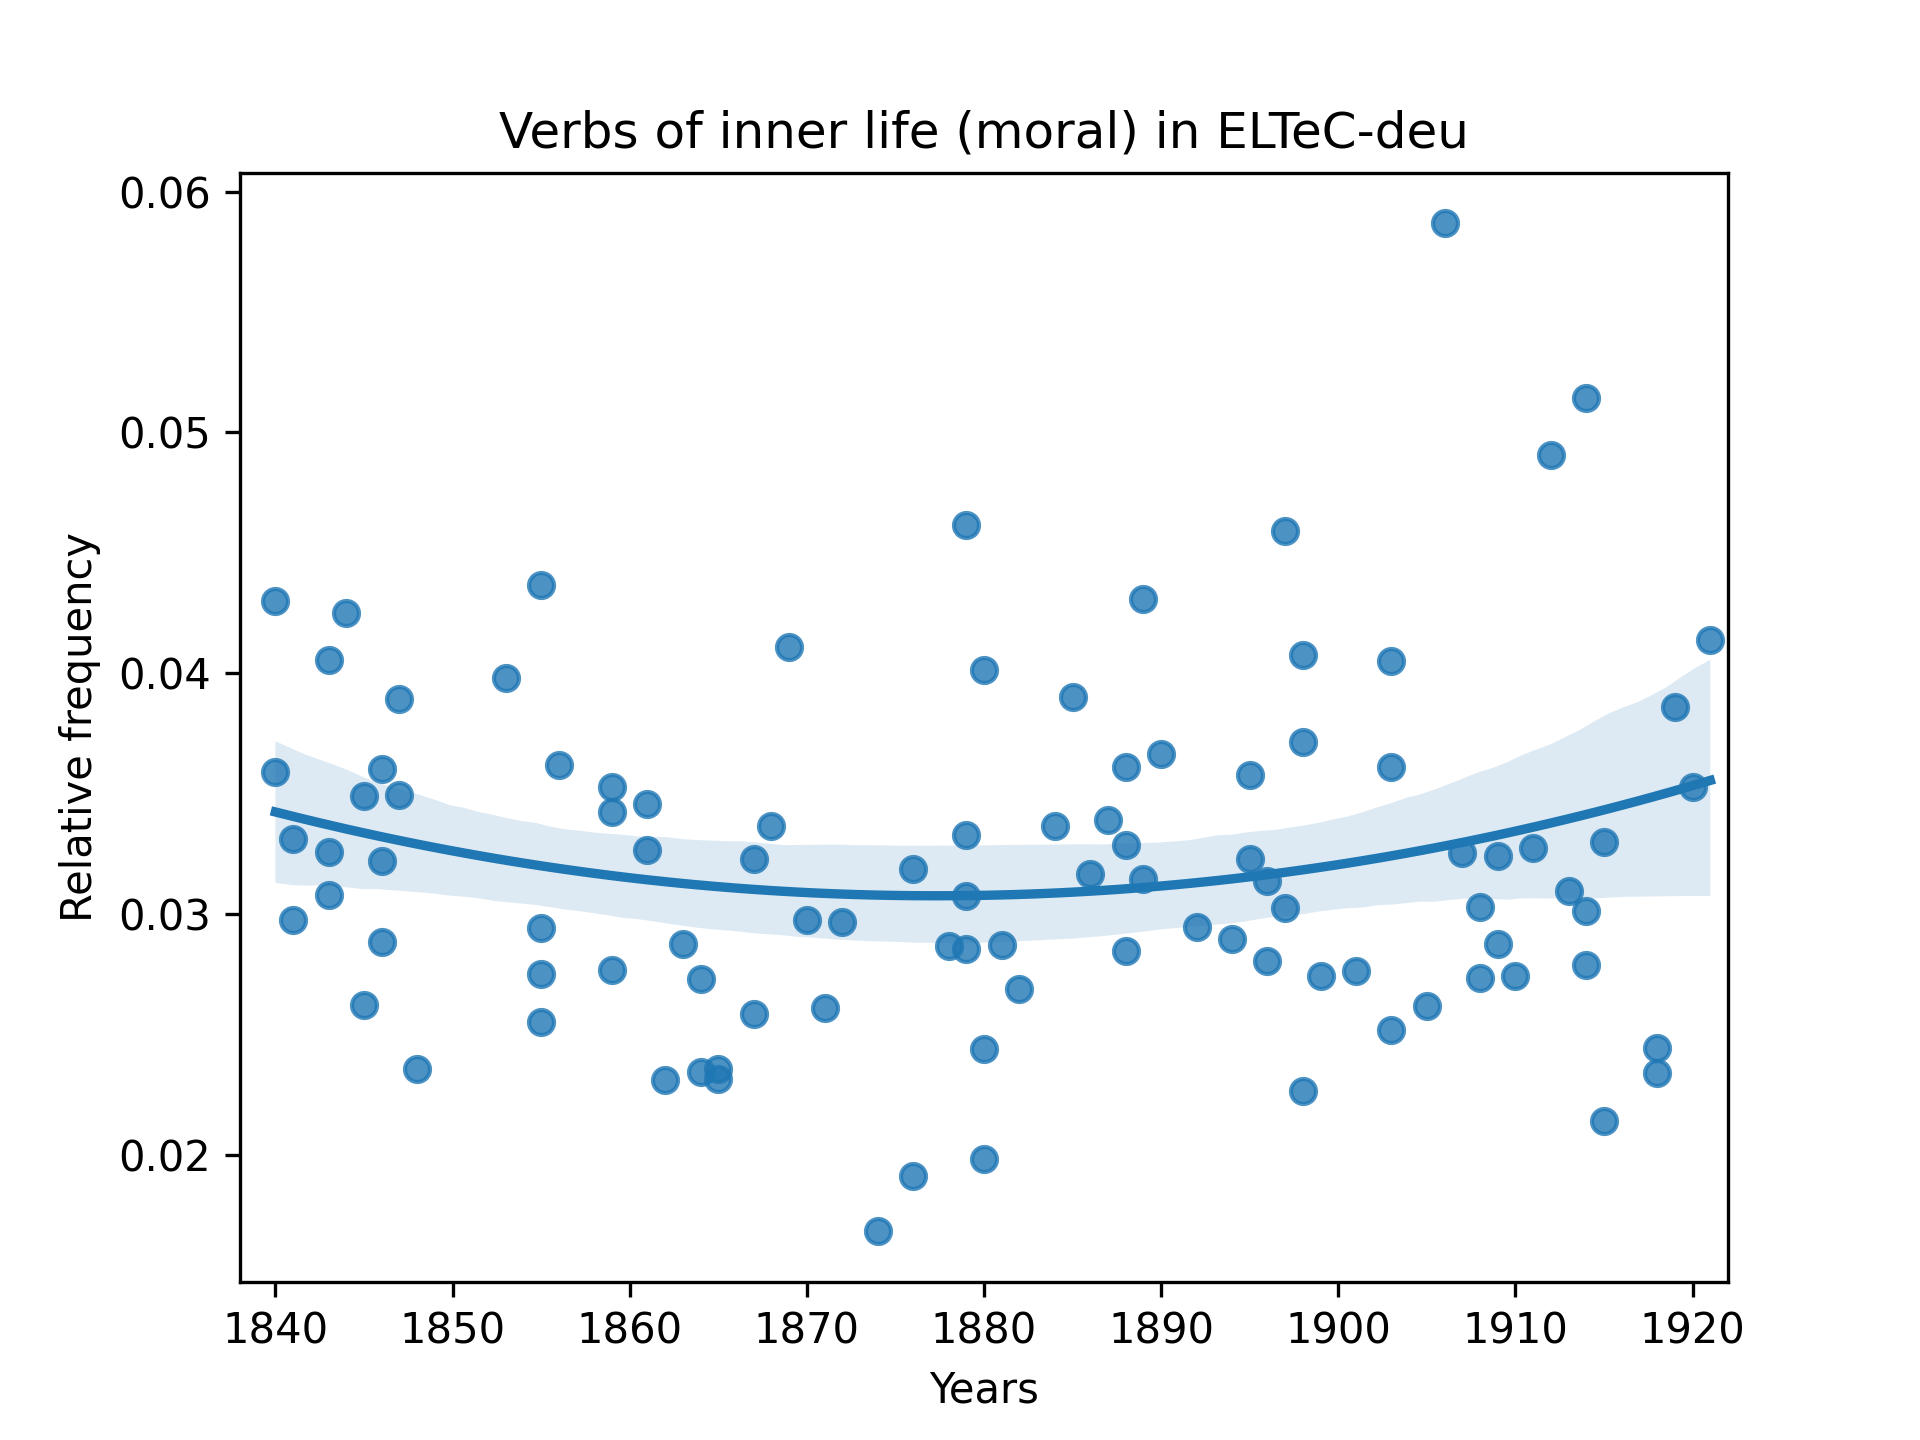 Verbs of inner life (moral) in ELTeC-deu
0.06
0.05
0.04
0.03
0.02
Relative frequency
1840 1850 1860 1870 1880 1890 1900 1910 1920
Years